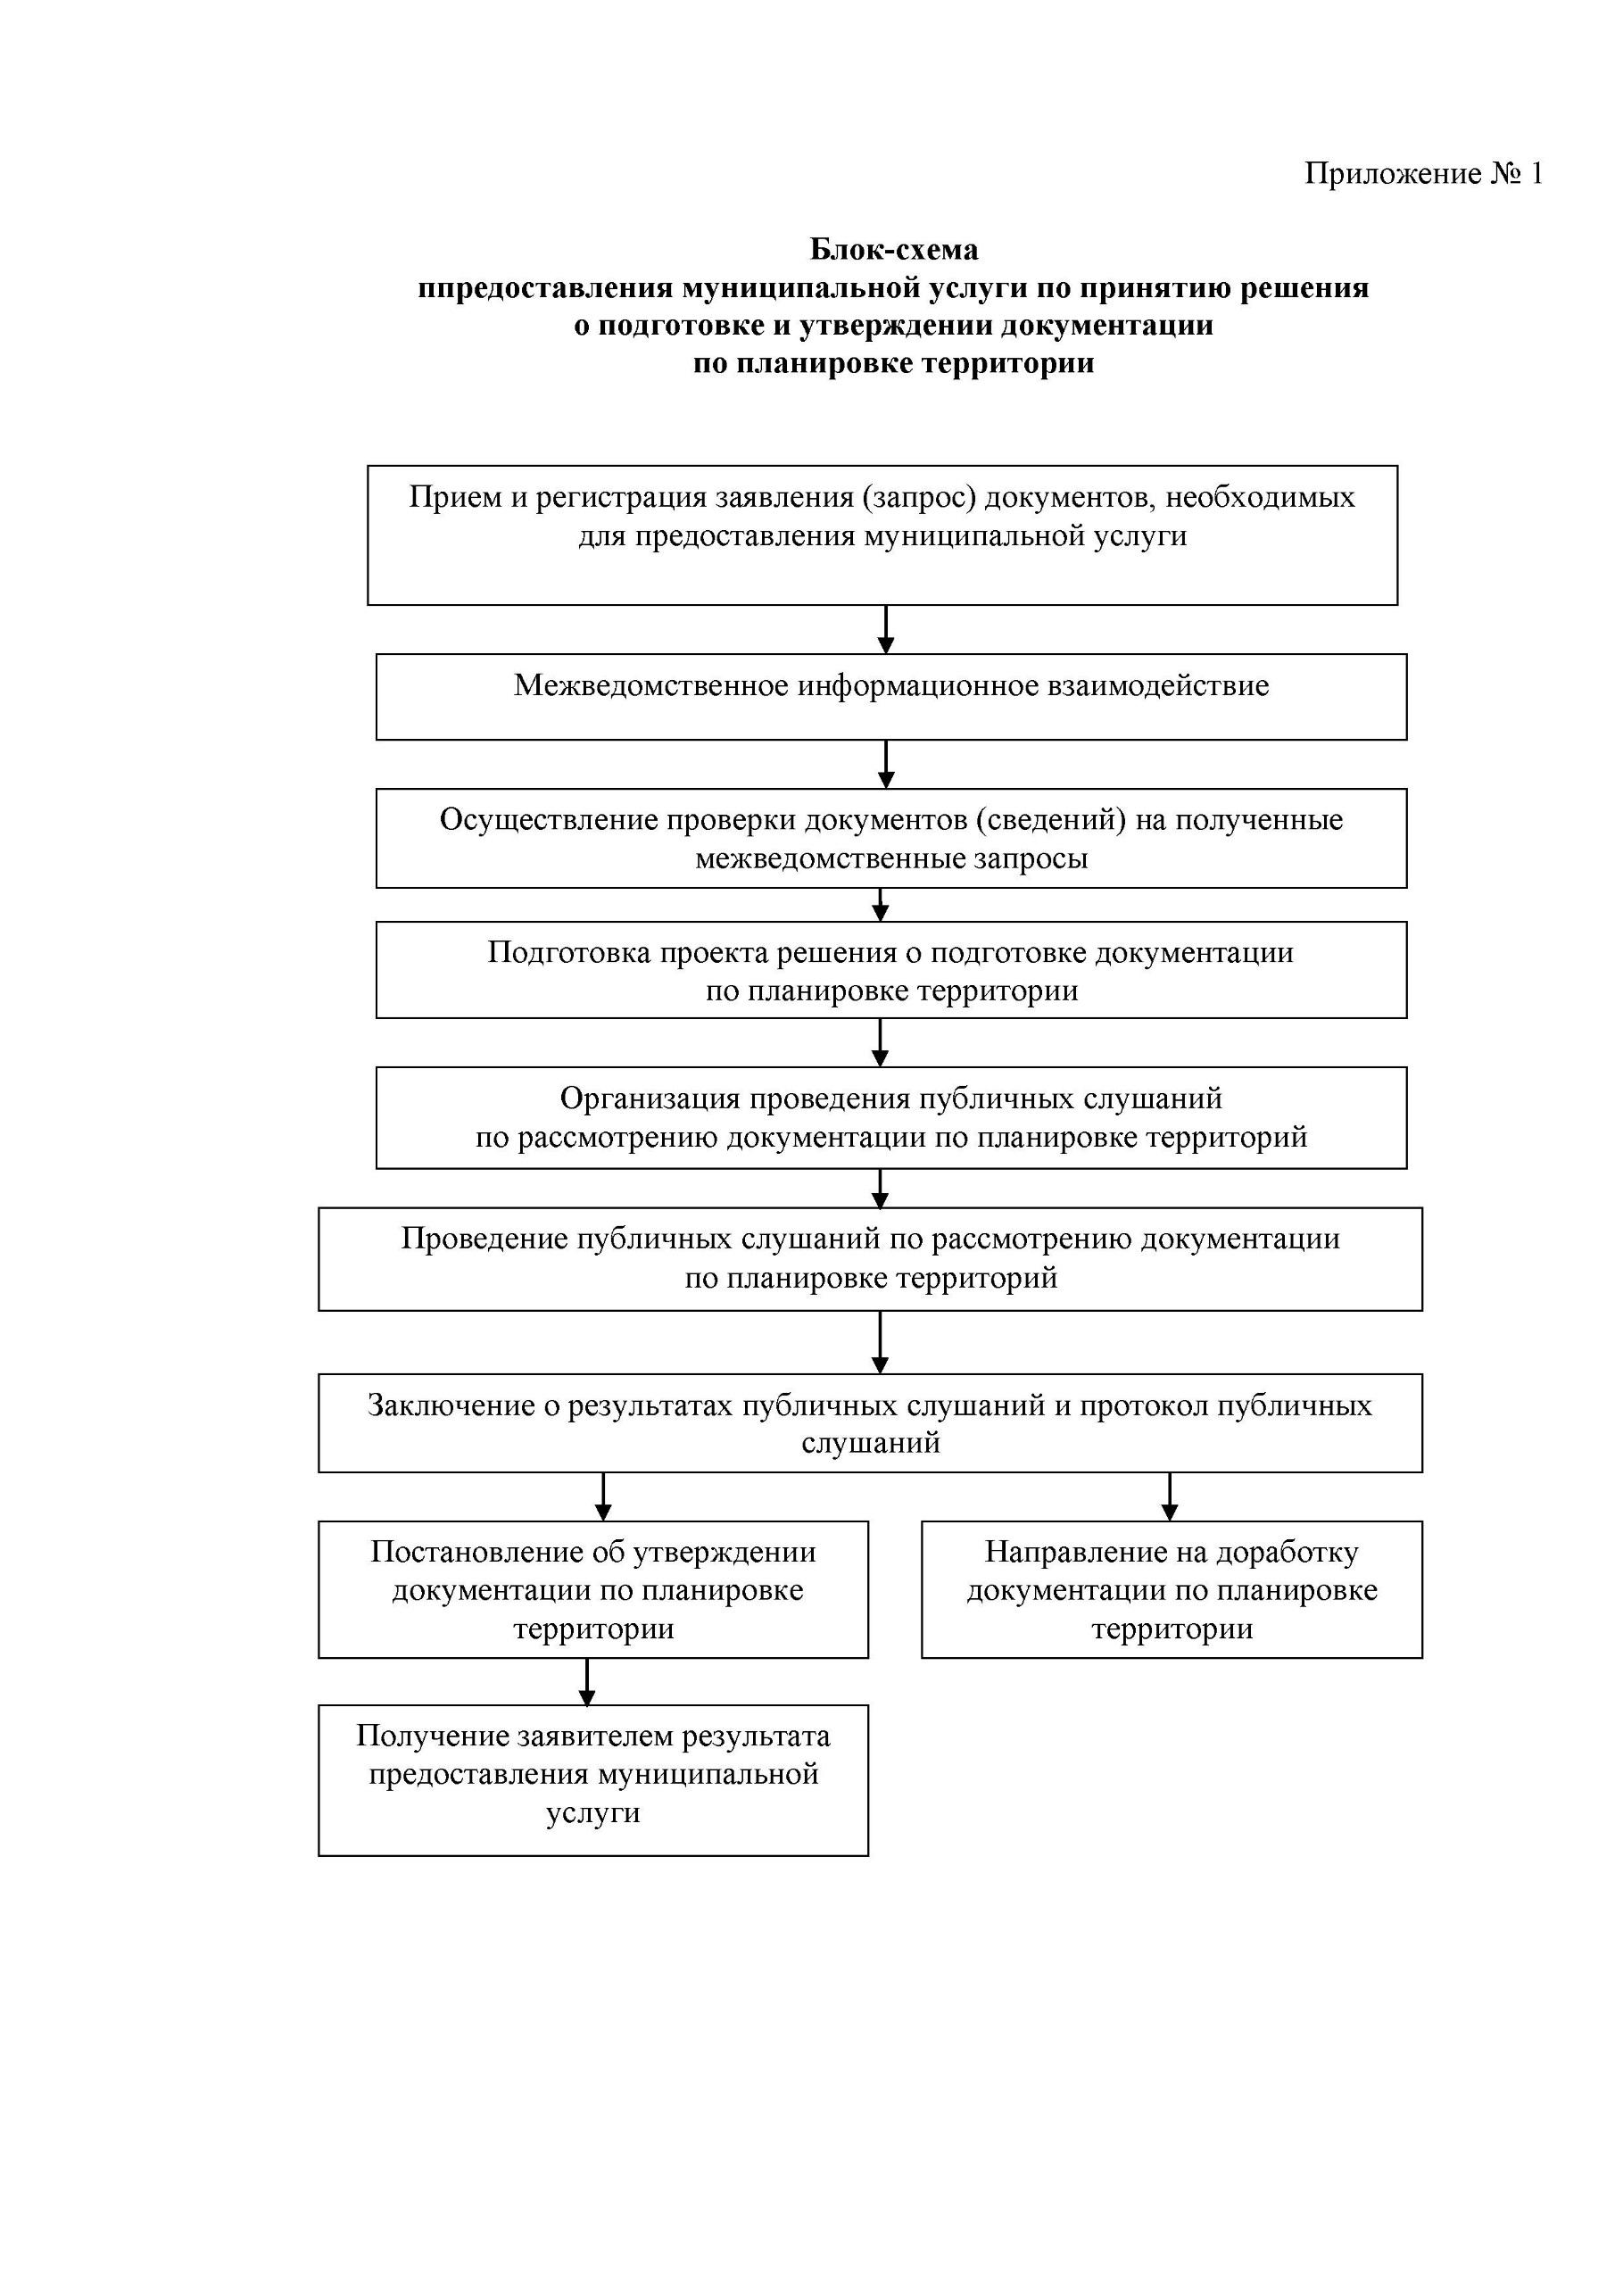 Приложение № 1
Блок-схема
ппредоставления муниципальной услуги по принятию решения
о подготовке и утверждении документации
по планировке территории
Прием и регистрация заявления (запрос) документов, необходимых
для предоставления муниципальной услуги
Межведомственное информационное взаимодействие
Осуществление проверки документов (сведений) на полученные
межведомственные запросы
Подготовка проекта решения о подготовке документации
по планировке территории
Организация проведения публичных слушаний
по рассмотрению документации по планировке территорий
Проведение публичных слушаний по рассмотрению документации
по планировке территорий
Заключение о результатах публичных слушаний и протокол публичных
слушаний
Постановление об утверждении
документации по планировке
территории
Направление на доработку
документации по планировке
территории
Получение заявителем результата
предоставления муниципальной
услуги